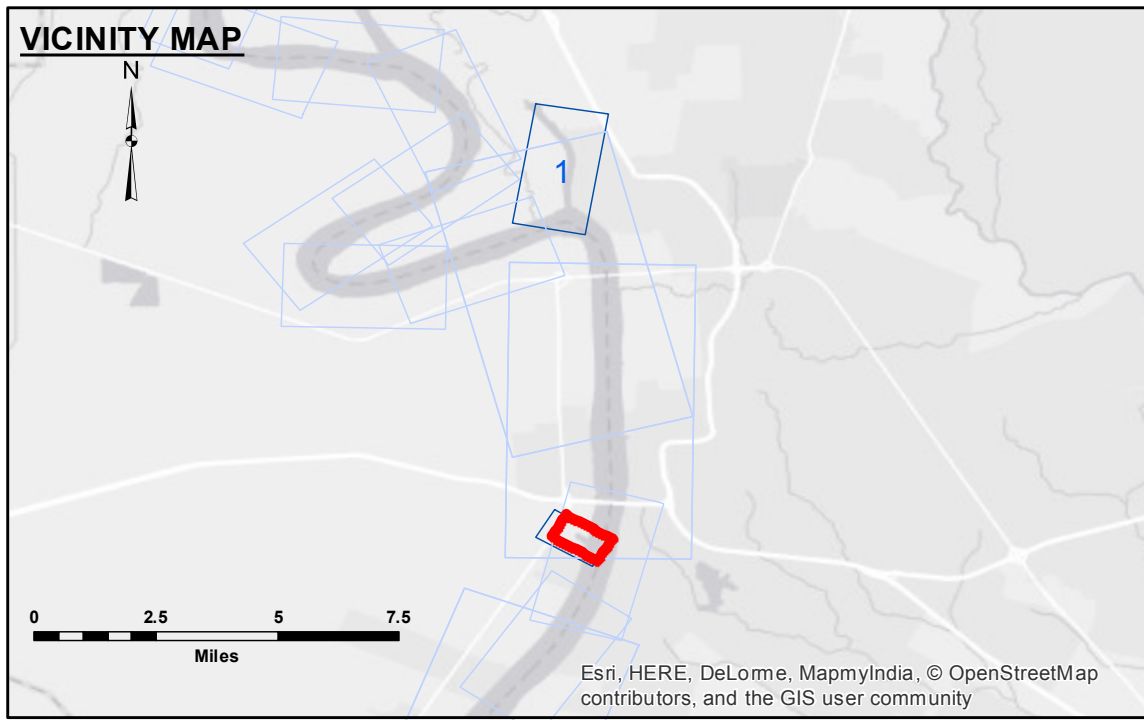 VICINITY MAP
N
1
0 2.5 5 7.5
Miles
Esri, HERE, DeLorme, MapmyIndia, © OpenStreetMap
contributors, and the GIS user community